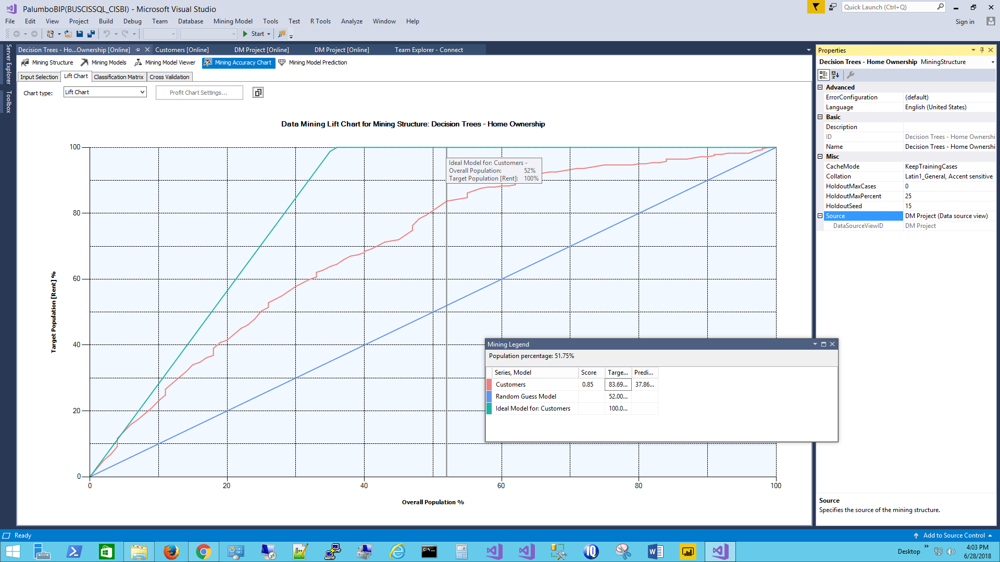 PalumboBIP(BUSCISSQL_CISBI) - Microsoft Visual Studio
Quick Launch (Ctrl+Q)
File Edit View Project Build Debug Team Database Mining Model Tools Test R Tools Analyze Window Help
Sign in
Start
Server Explorer
Toolbox
Decision Trees - Ho...Ownership [Online]
Customers [Online]
DM Project [Online]
DM Project [Online]
Team Explorer - Connect
Mining Structure
Mining Models
Mining Model Viewer
Mining Accuracy Chart
Mining Model Prediction
Input Selection
Lift Chart
Classification Matrix
Cross Validation
Chart type:
Lift Chart
Profit Chart Settings...
Data Mining Lift Chart for Mining Structure: Decision Trees - Home Ownership
Target Population [Rent] %
100
80
60
40
20
0
0 20 40 60 80 100
Overall Population %
Ideal Model for: Customers -
Overall Population: 52%
Target Population [Rent]: 100%
Mining Legend
Population percentage: 51.75%
Series, Model Score Targe... Predi...
Customers 0.85 83.69... 37.86...
Random Guess Model 52.00...
Ideal Model for: Customers 100.0...
Properties
Decision Trees - Home Ownership MiningStructure
Advanced
ErrorConfiguration (default)
Language English (United States)
Basic
Description
ID Decision Trees - Home Ownershi
Name Decision Trees - Home Ownershi
Misc
CacheMode KeepTrainingCases
Collation Latin1_General, Accent sensitive
HoldoutMaxCases 0
HoldoutMaxPercent 25
HoldoutSeed 15
Source DM Project (Data source view)
DataSourceViewID DM Project
Source
Specifies the source of the mining structure.
Ready
Add to Source Control
Desktop
4:03 PM
6/28/2018